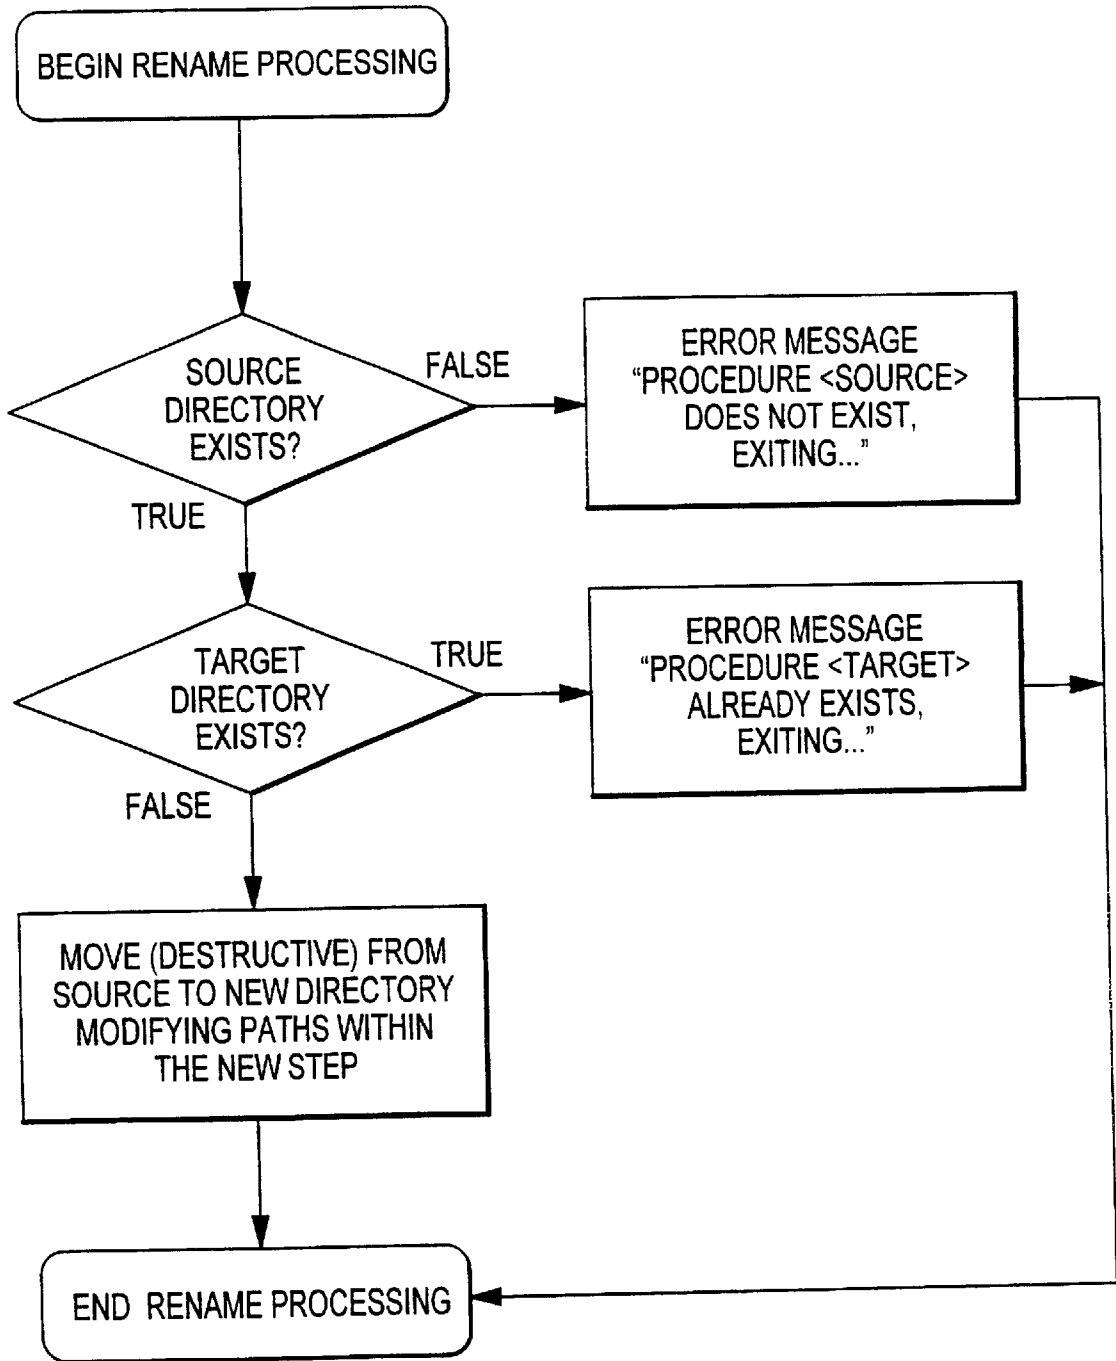 BEGIN RENAME PROCESSING
SOURCE
DIRECTORY
EXISTS?
FALSE
ERROR MESSAGE
“PROCEDURE <SOURCE>
DOES NOT EXIST,
EXITING...”
TRUE
TARGET
DIRECTORY
EXISTS?
TRUE
ERROR MESSAGE
“PROCEDURE <TARGET>
ALREADY EXISTS,
EXITING...”
FALSE
MOVE (DESTRUCTIVE) FROM
SOURCE TO NEW DIRECTORY
MODIFYING PATHS WITHIN
THE NEW STEP
END RENAME PROCESSING